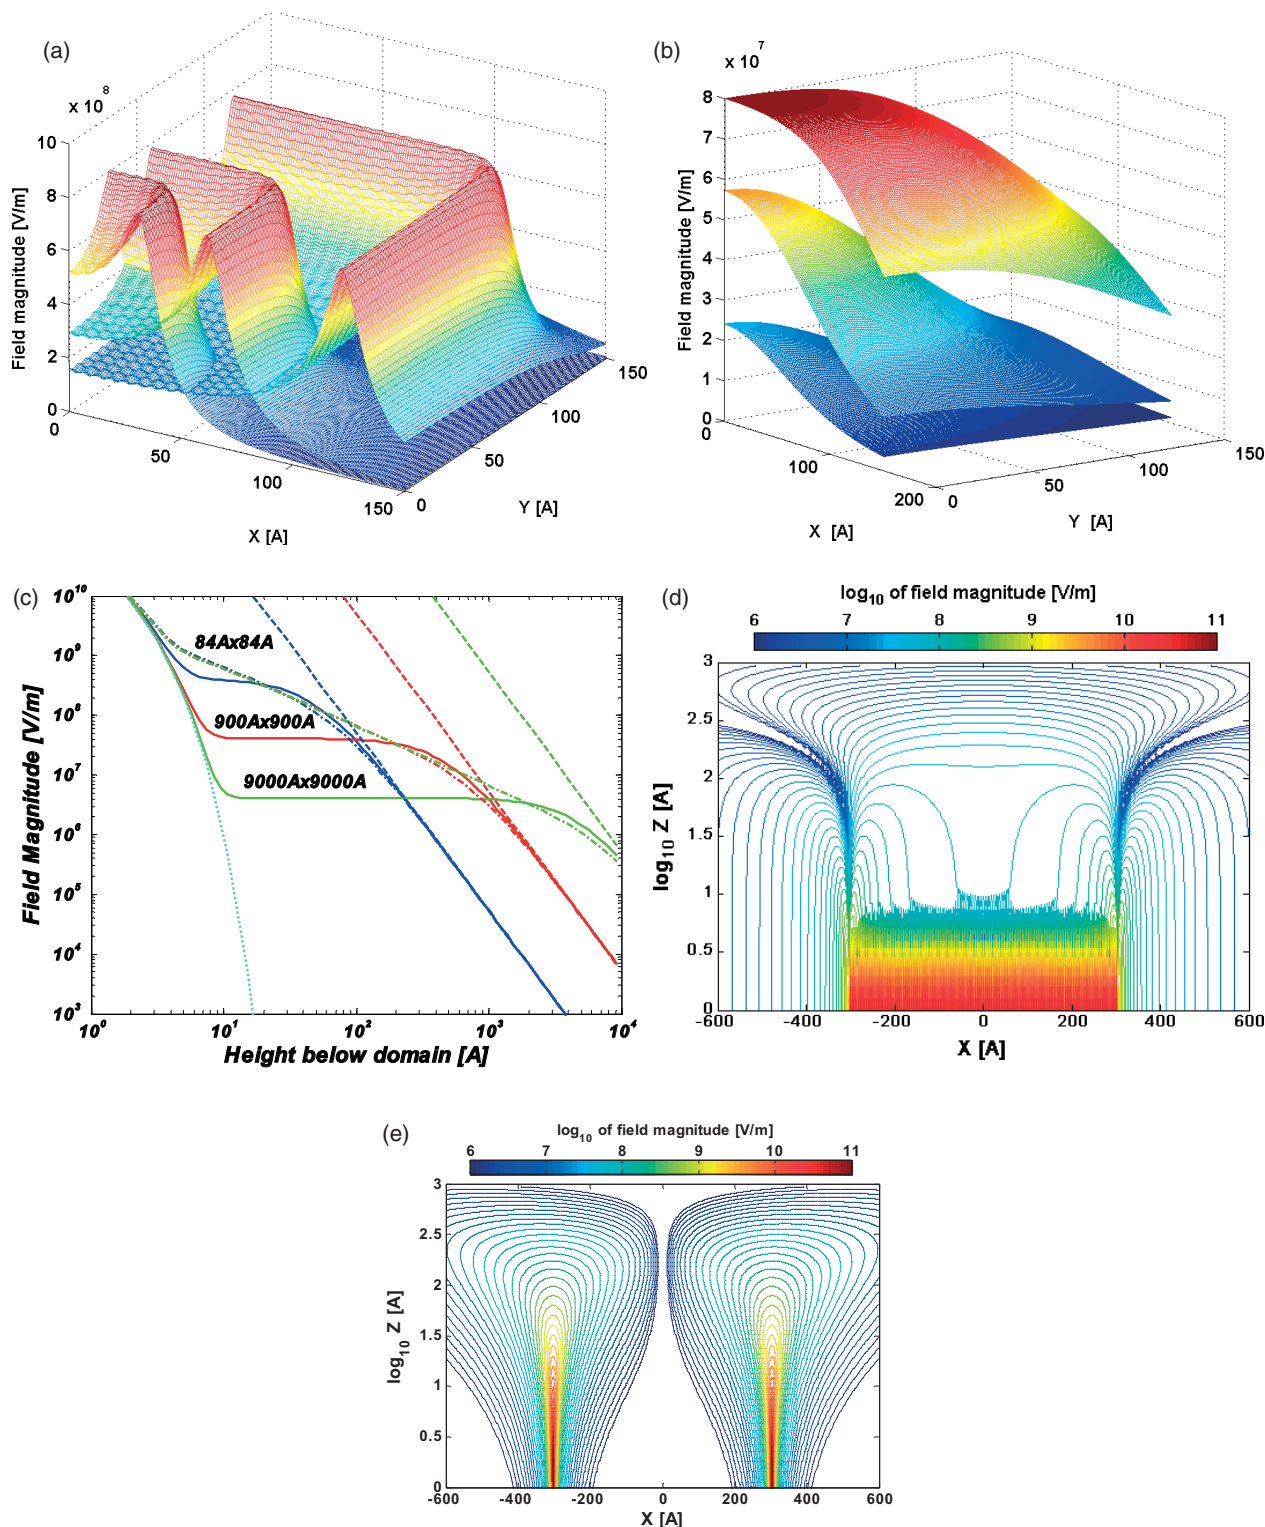 (a)
x 10^8
10
8
6
4
2
0
Field magnitude [V/m]
0
50
100
150
X [A]
0
50
100
150
Y [A]
(b)
x 10^7
8
7
6
5
4
3
2
1
0
Field magnitude [V/m]
0
100
200
X [A]
0
50
100
150
Y [A]
(c)
10^10
10^9
10^8
10^7
10^6
10^5
10^4
10^3
Field Magnitude [V/m]
84Ax84A
900Ax900A
9000Ax9000A
10^0
10^1
10^2
10^3
10^4
Height below domain [A]
(d)
log_10 of field magnitude [V/m]
6 7 8 9 10 11
3
2.5
2
1.5
1
0.5
0
log_10 Z [A]
-600 -400 -200 0 200 400 600
X [A]
(e)
log_10 of field magnitude [V/m]
6 7 8 9 10 11
3
2.5
2
1.5
1
0.5
0
log_10 Z [A]
-600 -400 -200 0 200 400 600
X [A]